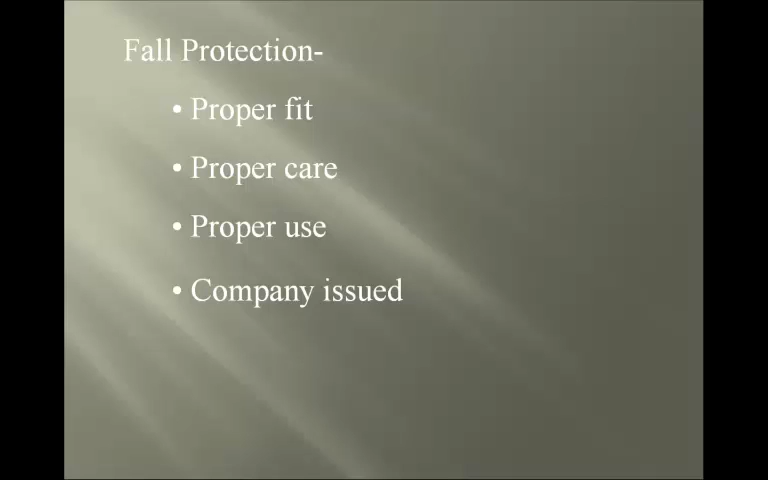 Fall Protection-
• Proper fit
• Proper care
• Proper use
• Company issued